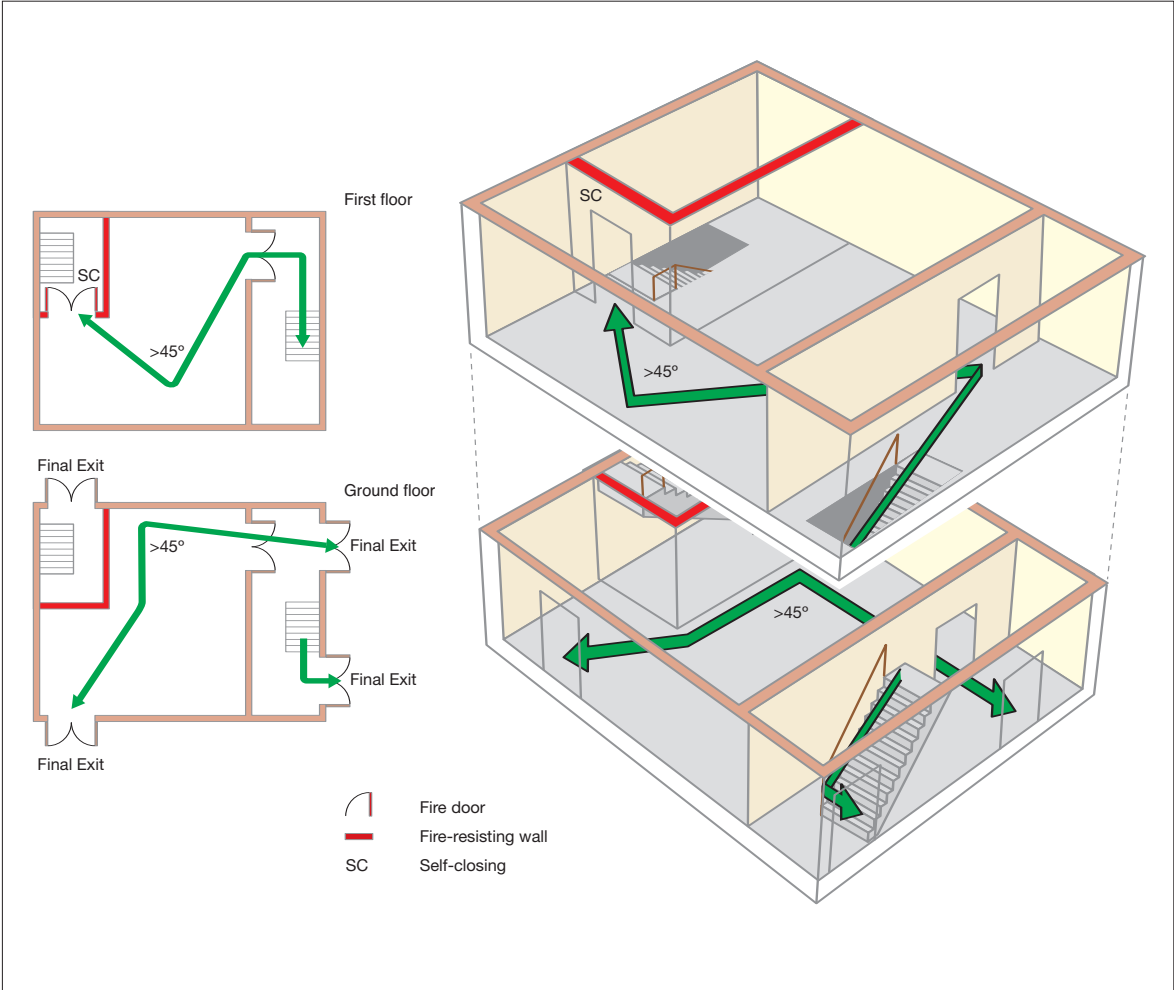 First floor
SC
>45º
Final Exit
Ground floor
>45º
Final Exit
Final Exit
Final Exit
Fire door
Fire-resisting wall
SC
Self-closing
SC
>45º
>45º